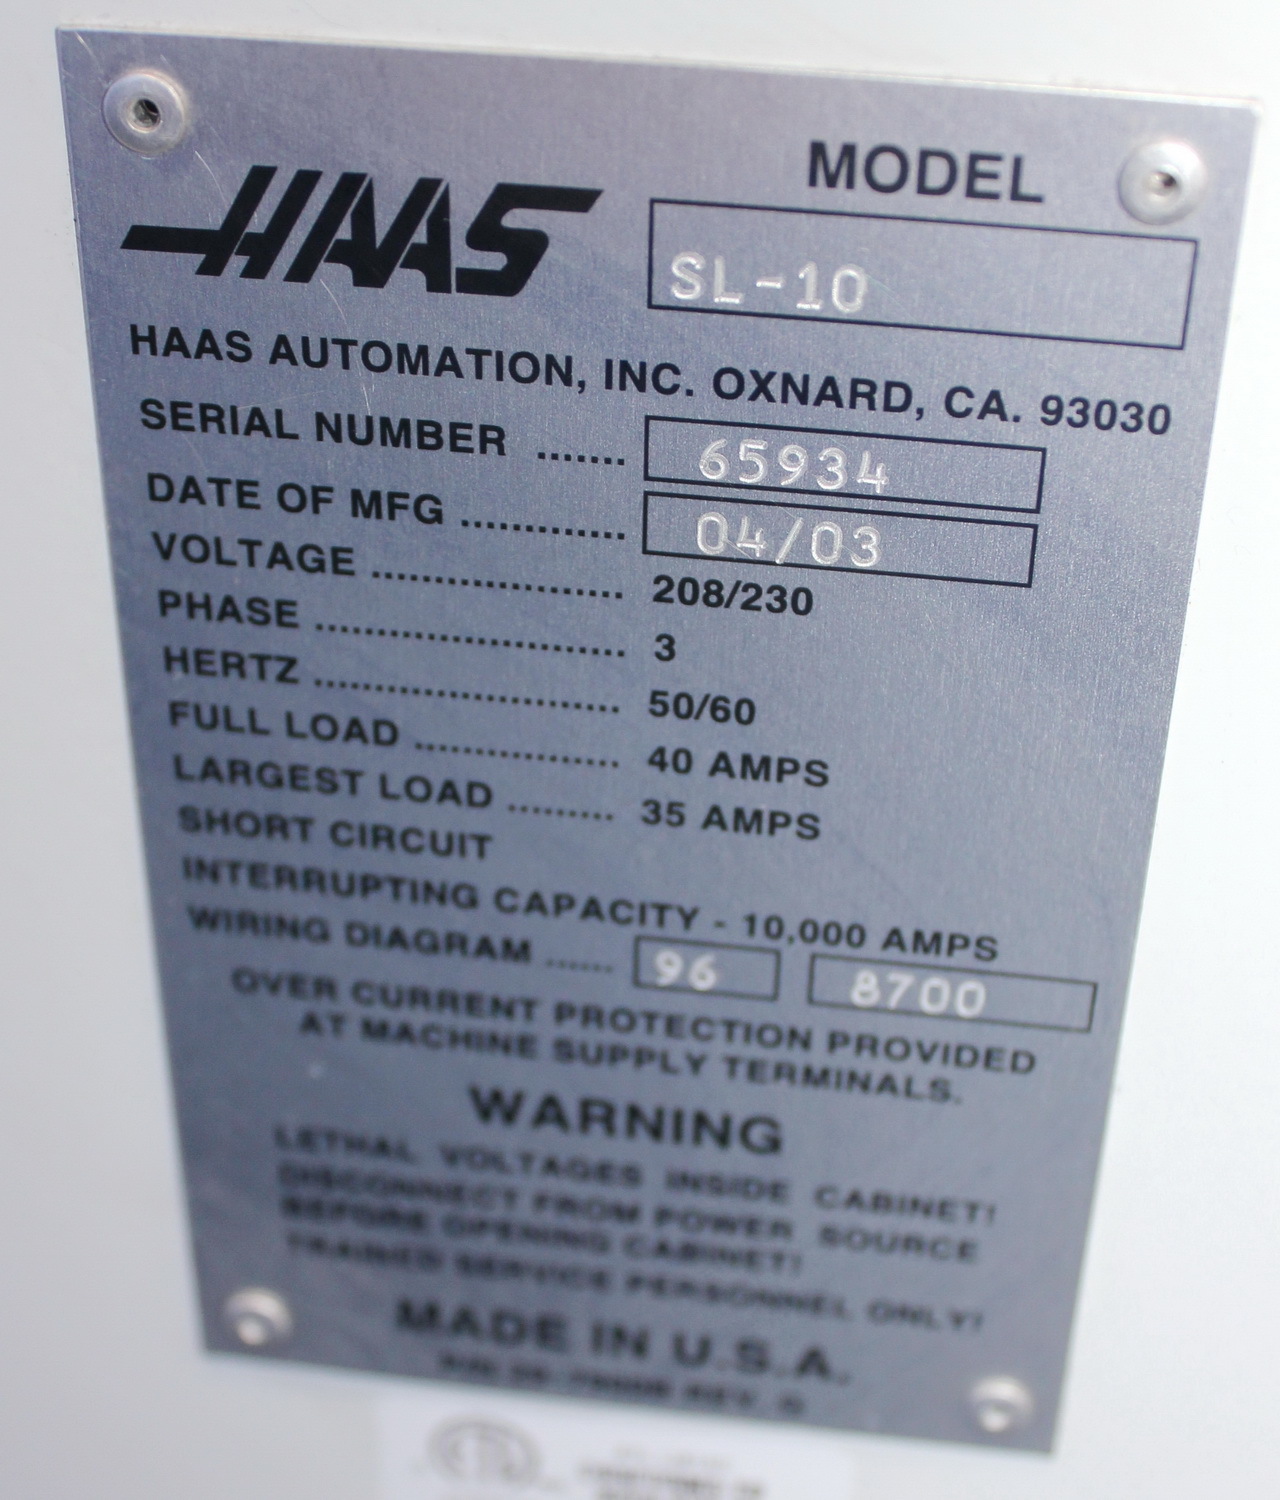 HAAS
MODEL
SL-10
HAAS AUTOMATION, INC. OXNARD, CA. 93030
SERIAL NUMBER ....... 65934
DATE OF MFG ............. 04/03
VOLTAGE .................... 208/230
PHASE ......................... 3
HERTZ ......................... 50/60
FULL LOAD ................. 40 AMPS
LARGEST LOAD ......... 35 AMPS
SHORT CIRCUIT
INTERRUPTING CAPACITY - 10,000 AMPS
WIRING DIAGRAM ...... 96 8700
OVER CURRENT PROTECTION PROVIDED
AT MACHINE SUPPLY TERMINALS.
WARNING
LETHAL VOLTAGES INSIDE CABINET!
DISCONNECT FROM POWER SOURCE
BEFORE OPENING CABINET!
TRAINED SERVICE PERSONNEL ONLY!
MADE IN U.S.A.
REV.